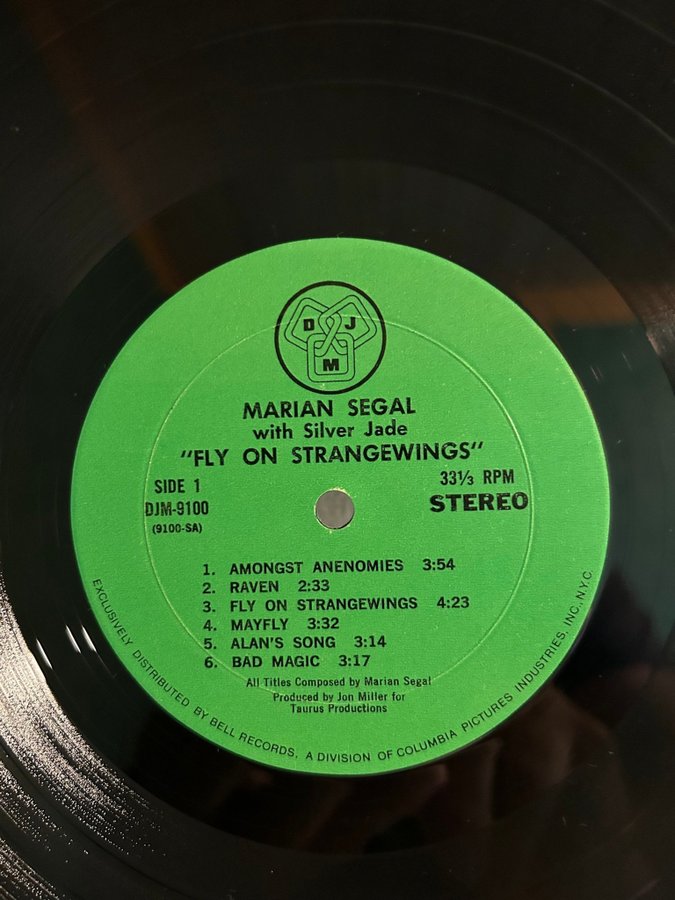 D J
M
MARIAN SEGAL
with Silver Jade
"FLY ON STRANGEWINGS"
SIDE 1
DJM-9100
(9100-SA)
33⅓ RPM
STEREO
1. AMONGST ANENOMIES 3:54
2. RAVEN 2:33
3. FLY ON STRANGEWINGS 4:23
4. MAYFLY 3:32
5. ALAN'S SONG 3:14
6. BAD MAGIC 3:17
All Titles Composed by Marian Segal
Produced by Jon Miller for
Taurus Productions
EXCLUSIVELY DISTRIBUTED BY BELL RECORDS, A DIVISION OF COLUMBIA PICTURES INDUSTRIES, INC., N.Y.C